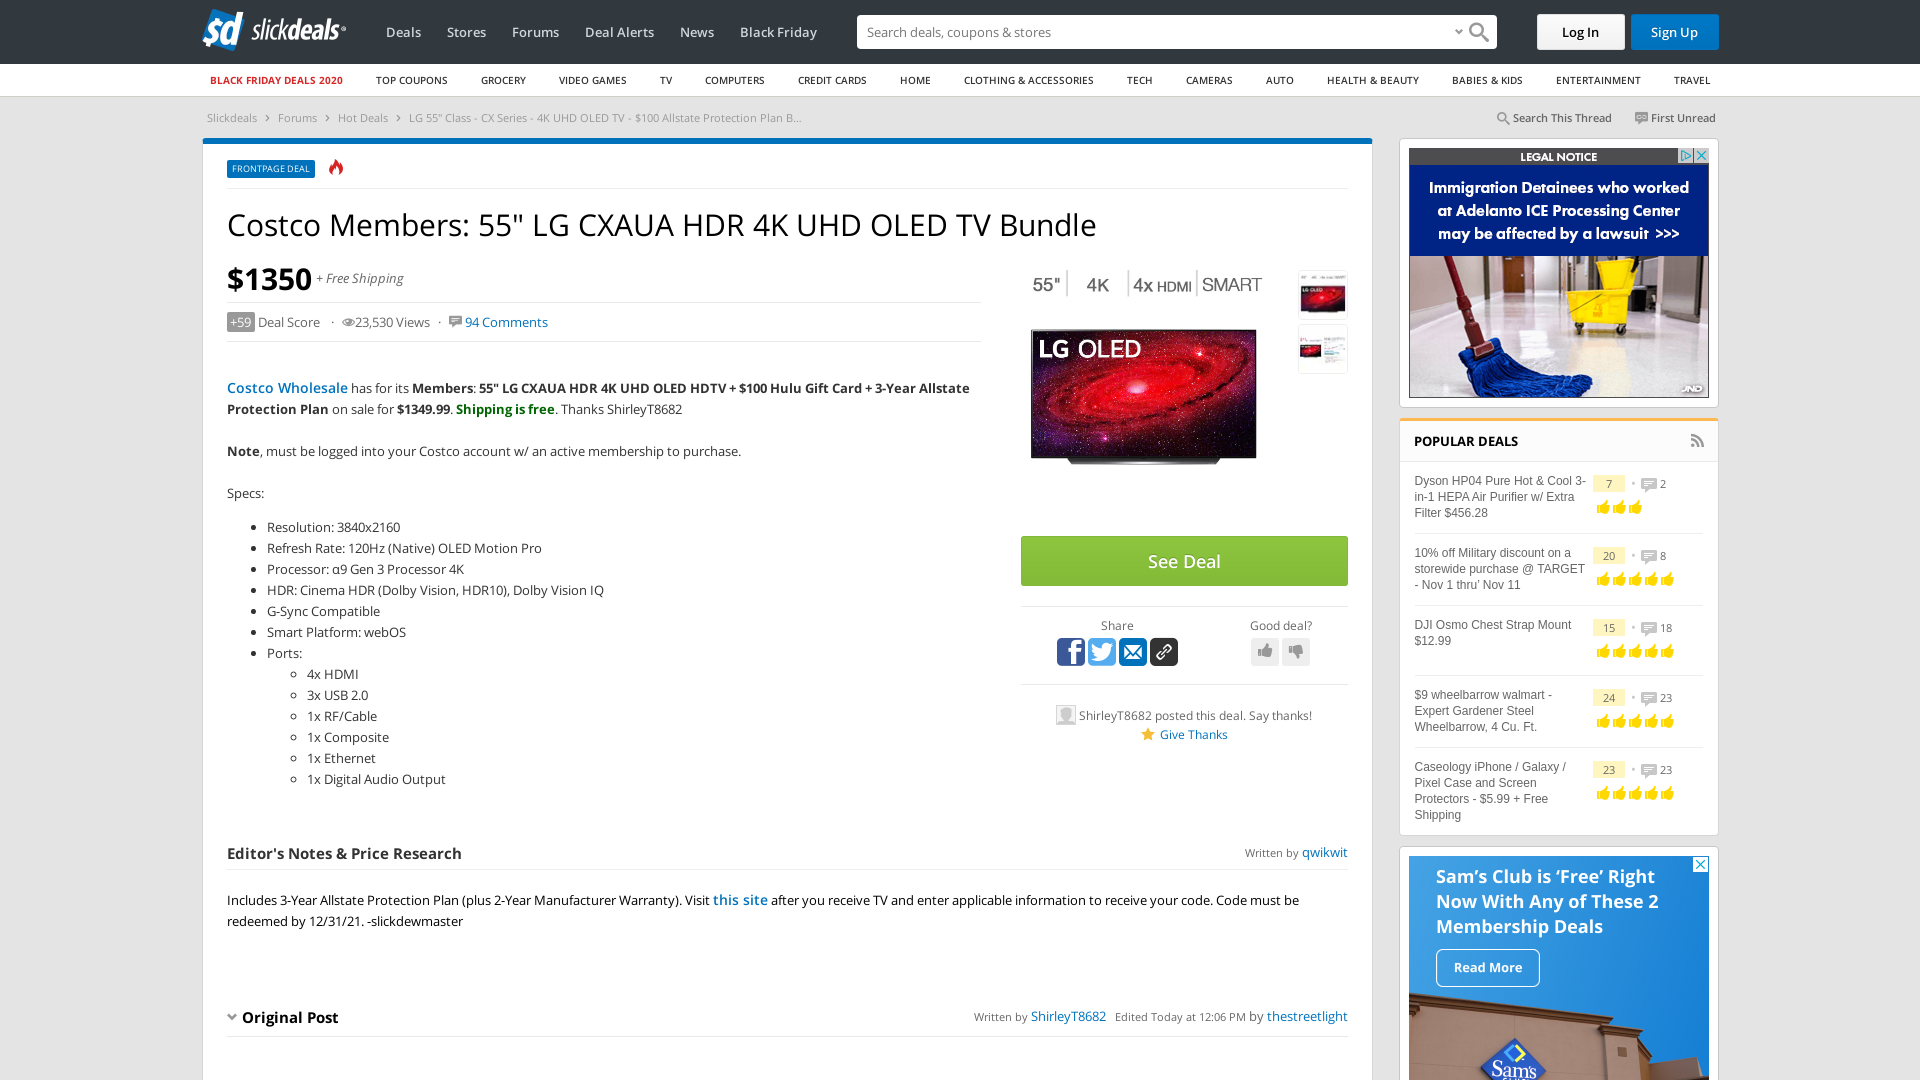 sd slickdeals
Deals
Stores
Forums
Deal Alerts
News
Black Friday
Search deals, coupons & stores
Log In
Sign Up
BLACK FRIDAY DEALS 2020
TOP COUPONS
GROCERY
VIDEO GAMES
TV
COMPUTERS
CREDIT CARDS
HOME
CLOTHING & ACCESSORIES
TECH
CAMERAS
AUTO
HEALTH & BEAUTY
BABIES & KIDS
ENTERTAINMENT
TRAVEL
Slickdeals
Forums
Hot Deals
LG 55" Class - CX Series - 4K UHD OLED TV - $100 Allstate Protection Plan B...
Search This Thread
First Unread
FRONTPAGE DEAL
Costco Members: 55" LG CXAUA HDR 4K UHD OLED TV Bundle
$1350 + Free Shipping
+59 Deal Score · 23,530 Views · 94 Comments
Costco Wholesale has for its Members: 55" LG CXAUA HDR 4K UHD OLED HDTV + $100 Hulu Gift Card + 3-Year Allstate
Protection Plan on sale for $1349.99. Shipping is free. Thanks ShirleyT8682
Note, must be logged into your Costco account w/ an active membership to purchase.
Specs:
Resolution: 3840x2160
Refresh Rate: 120Hz (Native) OLED Motion Pro
Processor: α9 Gen 3 Processor 4K
HDR: Cinema HDR (Dolby Vision, HDR10), Dolby Vision IQ
G-Sync Compatible
Smart Platform: webOS
Ports:
4x HDMI
3x USB 2.0
1x RF/Cable
1x Composite
1x Ethernet
1x Digital Audio Output
55" 4K 4x HDMI SMART
LG OLED
See Deal
Share
Good deal?
ShirleyT8682 posted this deal. Say thanks!
Give Thanks
Editor's Notes & Price Research
Written by qwikwit
Includes 3-Year Allstate Protection Plan (plus 2-Year Manufacturer Warranty). Visit this site after you receive TV and enter applicable information to receive your code. Code must be
redeemed by 12/31/21. -slickdewmaster
Original Post
Written by ShirleyT8682 Edited Today at 12:06 PM by thestreetlight
LEGAL NOTICE
Immigration Detainees who worked
at Adelanto ICE Processing Center
may be affected by a lawsuit >>>
JND
POPULAR DEALS
Dyson HP04 Pure Hot & Cool 3-
in-1 HEPA Air Purifier w/ Extra
Filter $456.28
7 • 2
10% off Military discount on a
storewide purchase @ TARGET
- Nov 1 thru' Nov 11
20 • 8
DJI Osmo Chest Strap Mount
$12.99
15 • 18
$9 wheelbarrow walmart -
Expert Gardener Steel
Wheelbarrow, 4 Cu. Ft.
24 • 23
Caseology iPhone / Galaxy /
Pixel Case and Screen
Protectors - $5.99 + Free
Shipping
23 • 23
Sam's Club is 'Free' Right
Now With Any of These 2
Membership Deals
Read More
Sam's